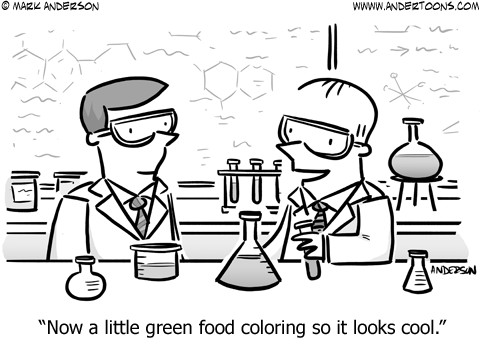 © MARK ANDERSON
WWW.ANDERTOONS.COM
ANDERSON
“Now a little green food coloring so it looks cool.”